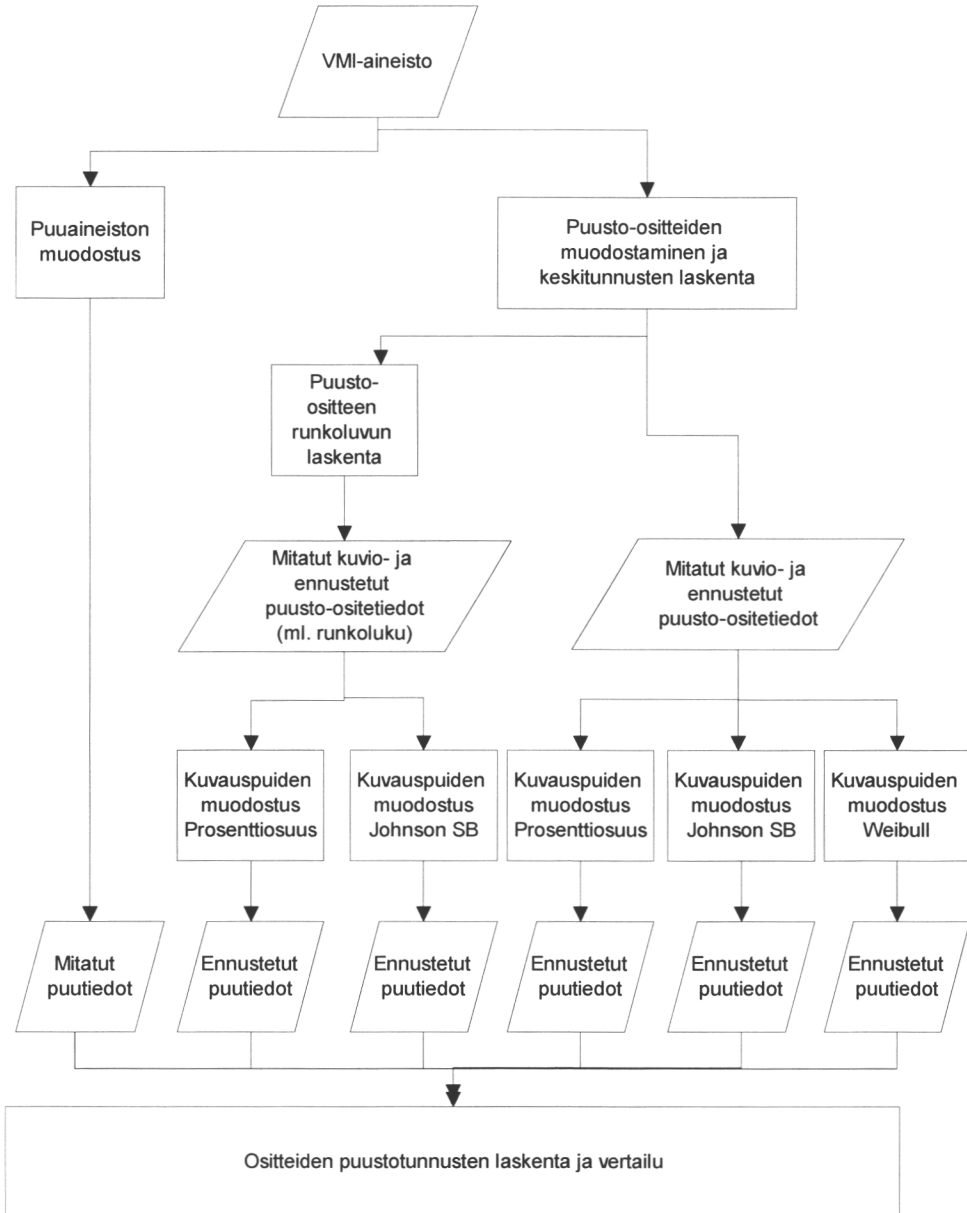 VMI-aineisto
Puuaineiston
muodostus
Puusto-ositteiden
muodostaminen ja
keskitunnusten laskenta
Puusto-
ositteen
runkoluvun
laskenta
Mitatut kuvio- ja
ennustetut
puusto-ositetiedot
(ml. runkoluku)
Mitatut kuvio- ja
ennustetut
puusto-ositetiedot
Kuvauspuiden
muodostus
Prosenttiosuus
Kuvauspuiden
muodostus
Johnson SB
Kuvauspuiden
muodostus
Prosenttiosuus
Kuvauspuiden
muodostus
Johnson SB
Kuvauspuiden
muodostus
Weibull
Mitatut
puutiedot
Ennustetut
puutiedot
Ennustetut
puutiedot
Ennustetut
puutiedot
Ennustetut
puutiedot
Ennustetut
puutiedot
Ositteiden puustotunnusten laskenta ja vertailu